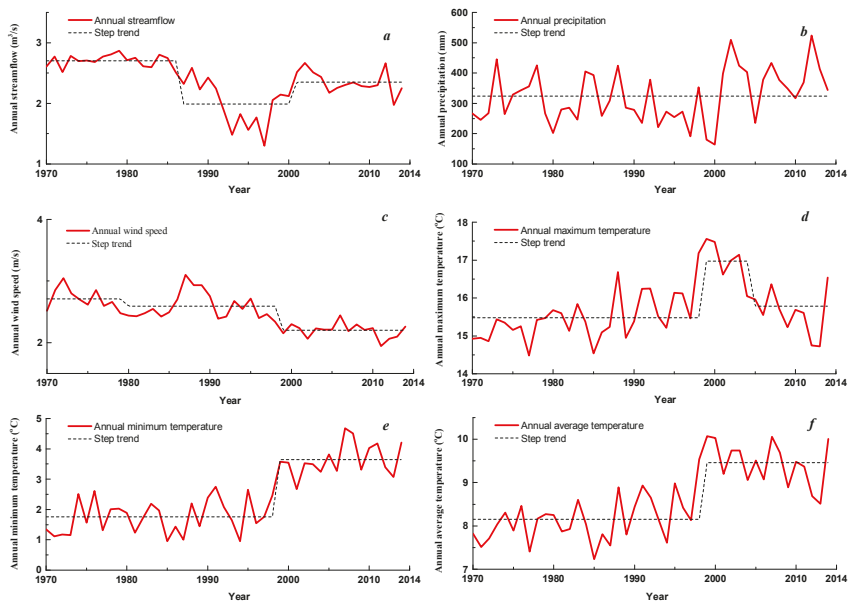 a
Annual streamflow
Step trend
Annual streamflow (m³/s)
3
2
1
1970 1980 1990 2000 2010 2014
Year
b
Annual precipitation
Step trend
Annual precipitation (mm)
600
500
400
300
200
100
1970 1980 1990 2000 2010 2014
Year
c
Annual wind speed
Step trend
Annual wind speed (m/s)
4
2
1970 1980 1990 2000 2010 2014
Year
d
Annual maximum temperature
Step trend
Annual maximum temperature (°C)
18
17
16
15
14
1970 1980 1990 2000 2010 2014
Year
e
Annual minimum temperature
Step trend
Annual minimum temperature (°C)
5
4
3
2
1
0
1970 1980 1990 2000 2010 2014
Year
f
Annual average temperature
Step trend
Annual average temperature (°C)
10
9
8
7
1970 1980 1990 2000 2010 2014
Year